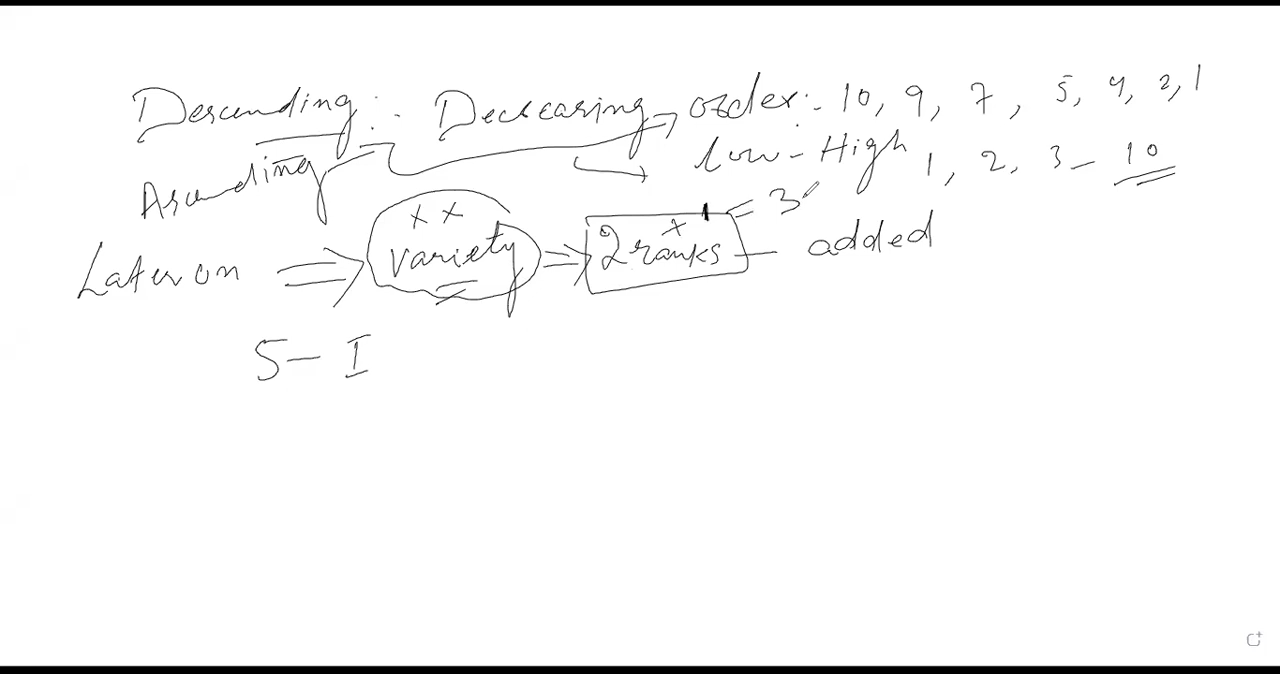 Descending :- Decreasing order :- 10, 9, 7, 5, 4, 2, 1
Ascending → low - High 1, 2, 3 - 10
Later on ⇒ x x variety ⇒ 2 ranks + 1 = 3 - added
5 - I